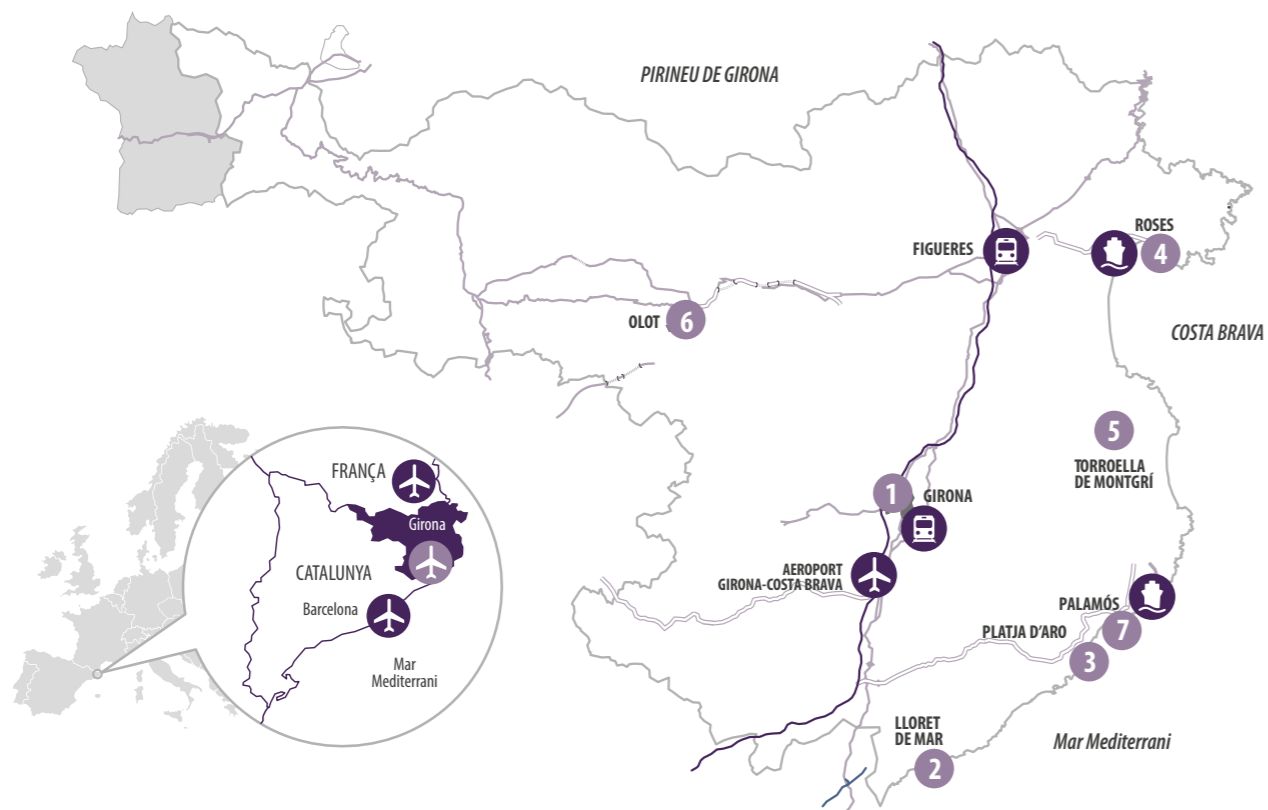 PIRINEU DE GIRONA
ROSES
4
FIGUERES
COSTA BRAVA
OLOT
6
5
TORROELLA
DE MONTGRÍ
1
GIRONA
AEROPORT
GIRONA-COSTA BRAVA
PALAMÓS
7
PLATJA D'ARO
3
LLORET
DE MAR
2
Mar Mediterrani
FRANÇA
Girona
CATALUNYA
Barcelona
Mar
Mediterrani